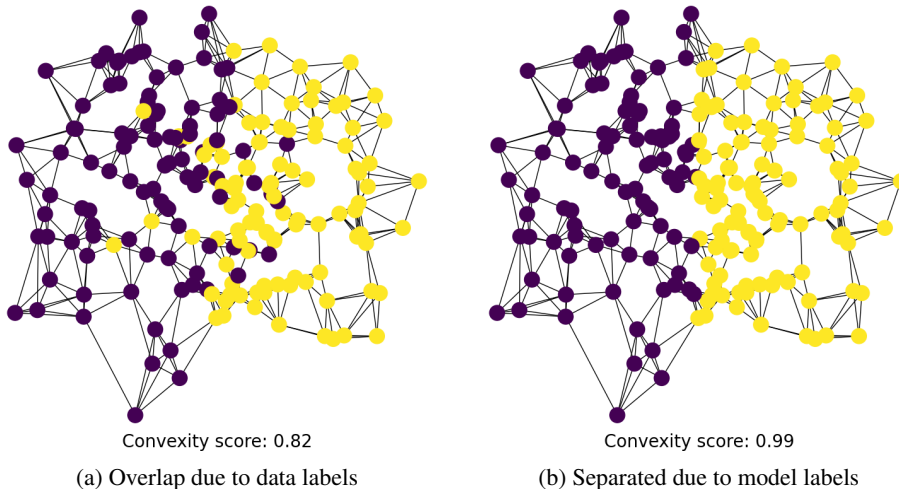 Convexity score: 0.82
Convexity score: 0.99
(a) Overlap due to data labels
(b) Separated due to model labels